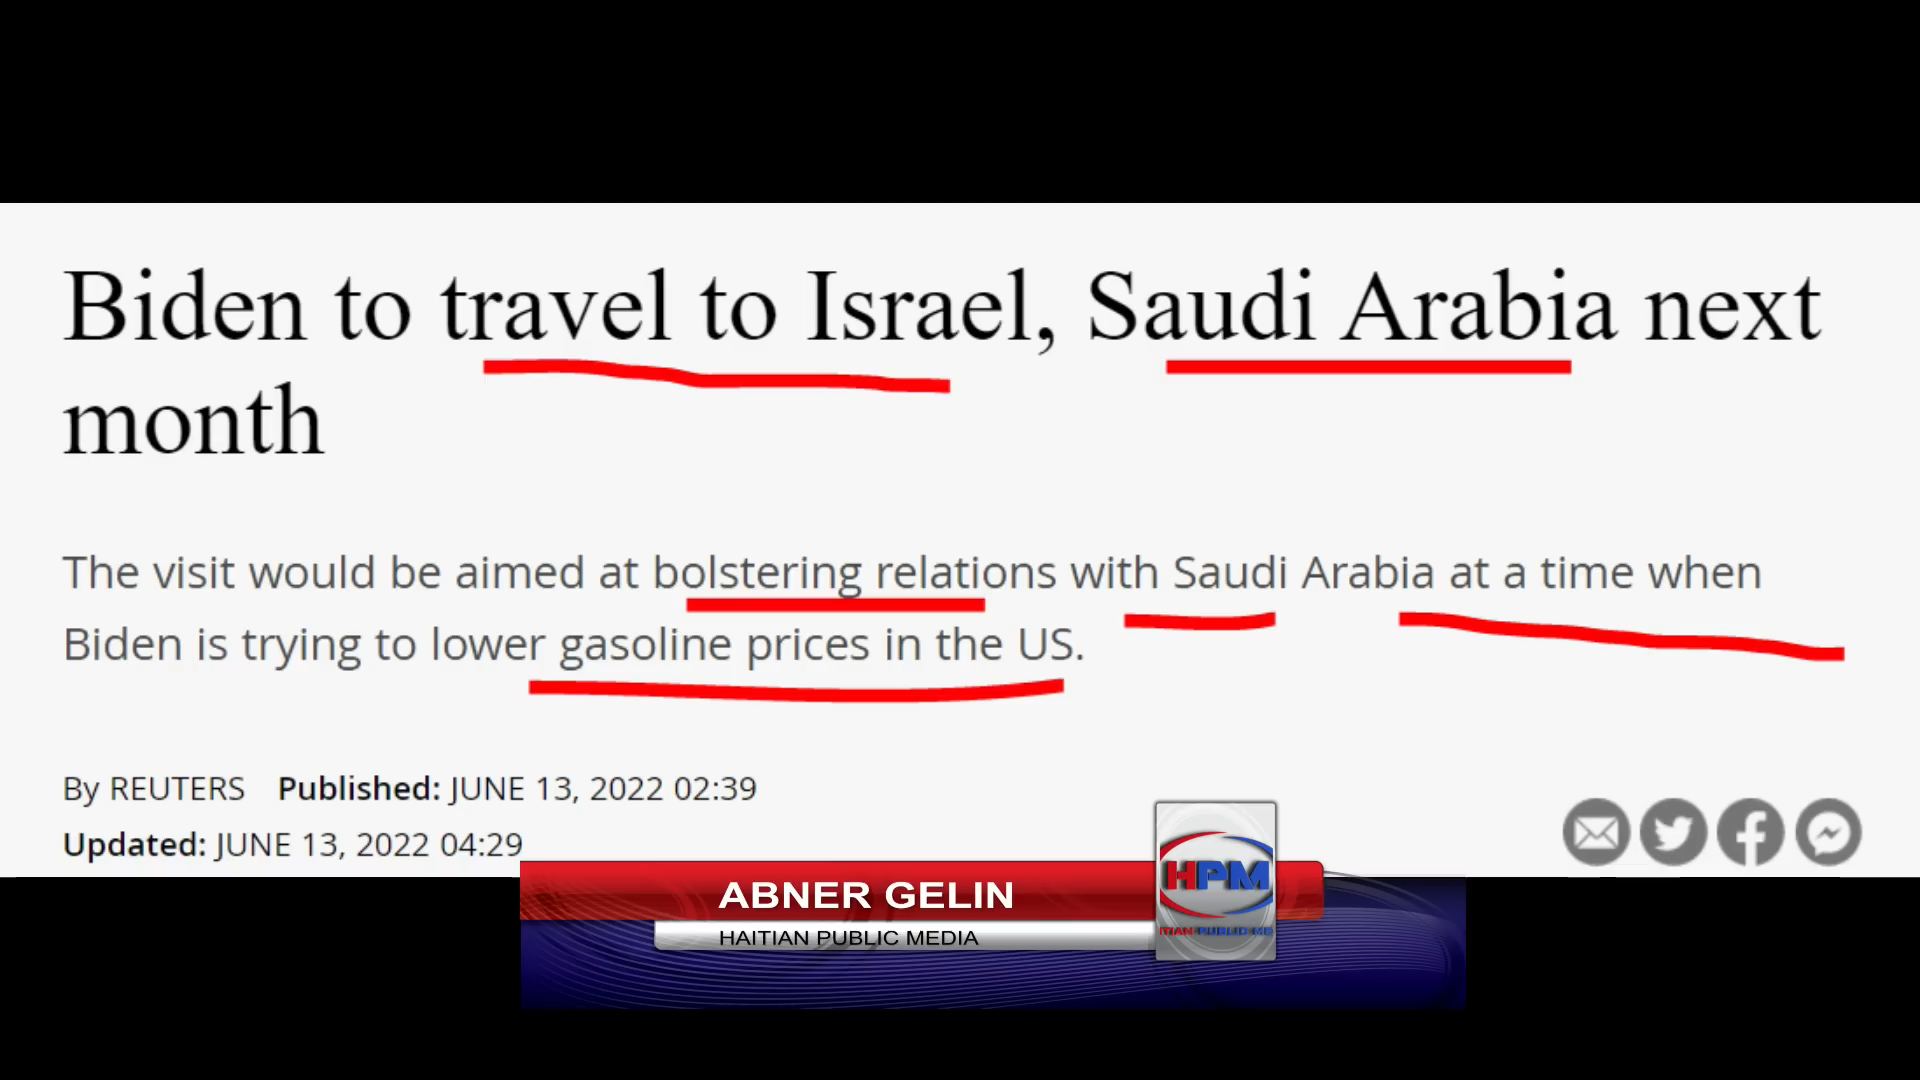 Biden to travel to Israel, Saudi Arabia next
month
The visit would be aimed at bolstering relations with Saudi Arabia at a time when
Biden is trying to lower gasoline prices in the US.
By REUTERS Published: JUNE 13, 2022 02:39
Updated: JUNE 13, 2022 04:29
ABNER GELIN
HAITIAN PUBLIC MEDIA
HPM